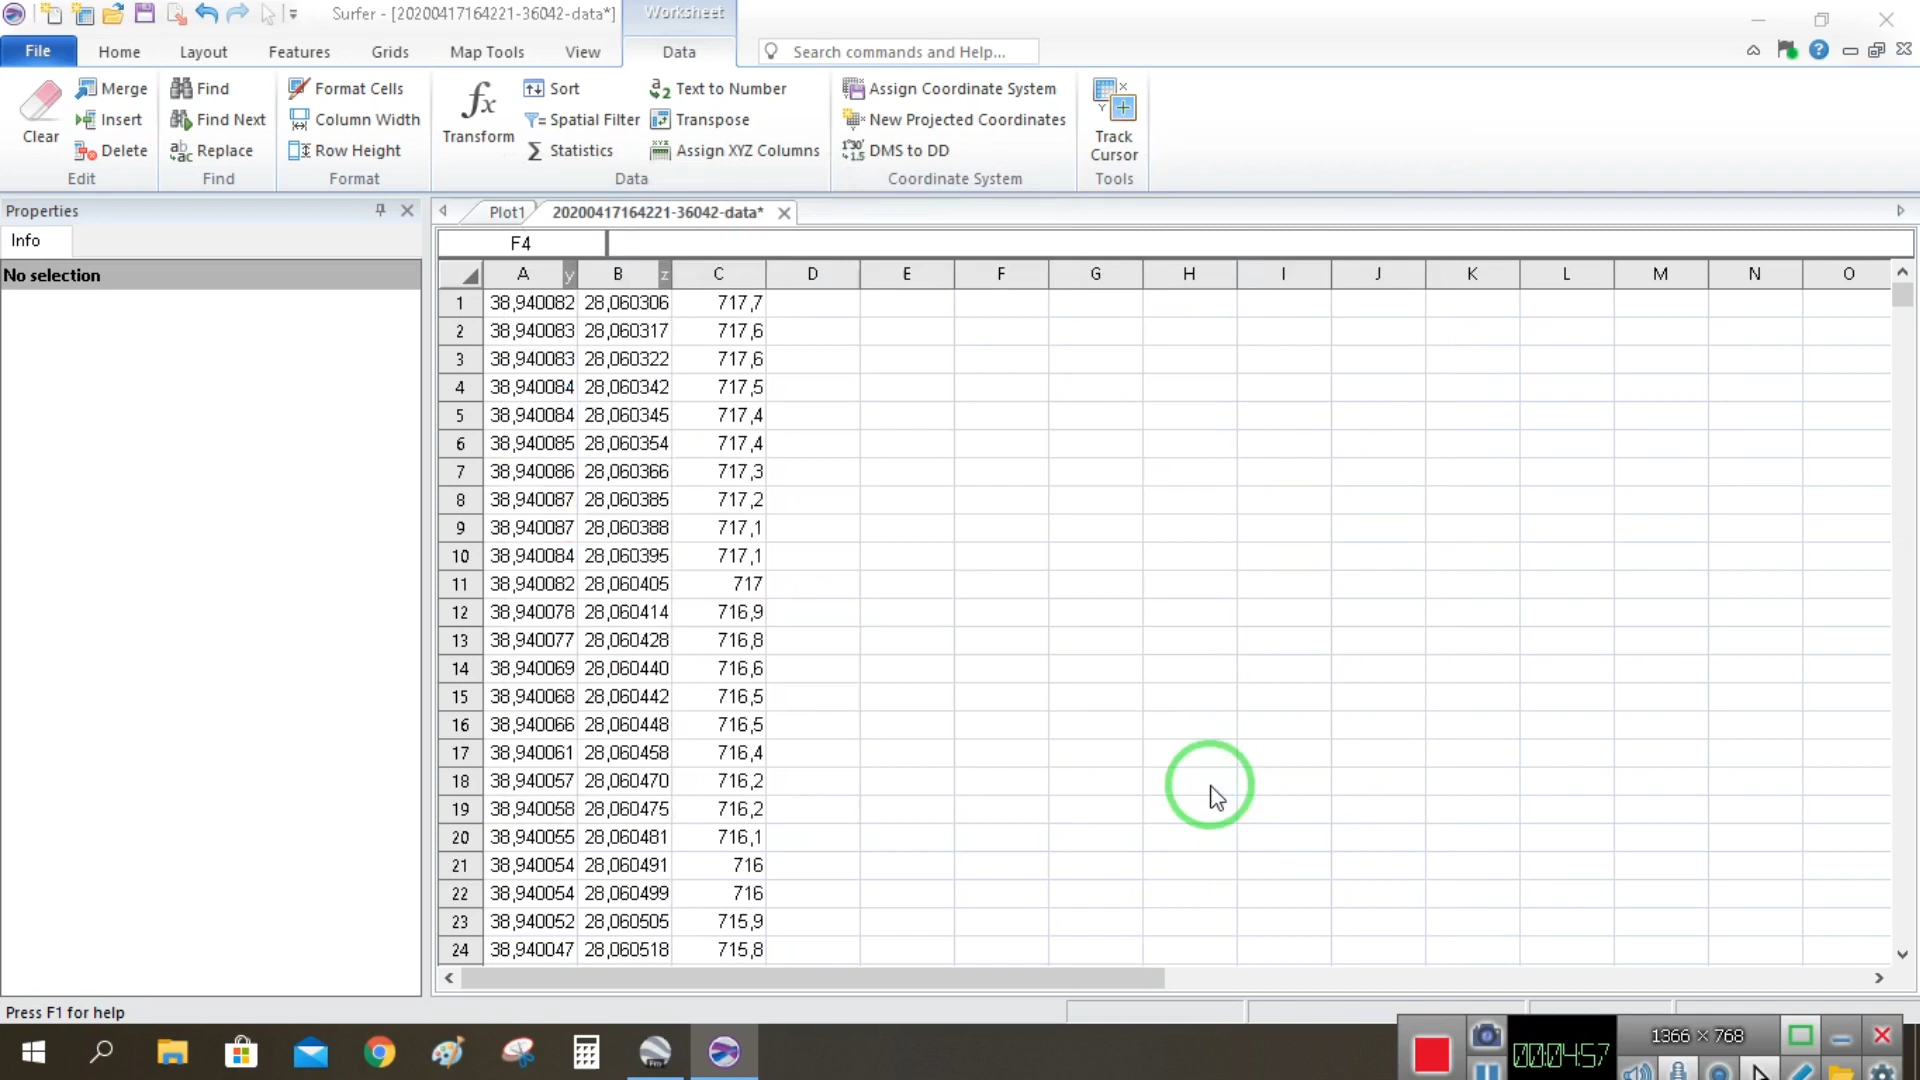 Surfer - [20200417164221-36042-data*]
Worksheet
File
Home
Layout
Features
Grids
Map Tools
View
Data
Search commands and Help...
Clear
Merge
Insert
Delete
Edit
Find
Find Next
Replace
Find
Format Cells
Column Width
Row Height
Format
Transform
Sort
Spatial Filter
Statistics
Text to Number
Transpose
Assign XYZ Columns
Data
Assign Coordinate System
New Projected Coordinates
DMS to DD
Coordinate System
Track
Cursor
Tools
Properties
Info
No selection
Plot1
20200417164221-36042-data*
F4
A y B z C D E F G H I J K L M N O
1 38,940082 28,060306 717,7
2 38,940083 28,060317 717,6
3 38,940083 28,060322 717,6
4 38,940084 28,060342 717,5
5 38,940084 28,060345 717,4
6 38,940085 28,060354 717,4
7 38,940086 28,060366 717,3
8 38,940087 28,060385 717,2
9 38,940087 28,060388 717,1
10 38,940084 28,060395 717,1
11 38,940082 28,060405 717
12 38,940078 28,060414 716,9
13 38,940077 28,060428 716,8
14 38,940069 28,060440 716,6
15 38,940068 28,060442 716,5
16 38,940066 28,060448 716,5
17 38,940061 28,060458 716,4
18 38,940057 28,060470 716,2
19 38,940058 28,060475 716,2
20 38,940055 28,060481 716,1
21 38,940054 28,060491 716
22 38,940054 28,060499 716
23 38,940052 28,060505 715,9
24 38,940047 28,060518 715,8
Press F1 for help
1366 × 768
00:04:57